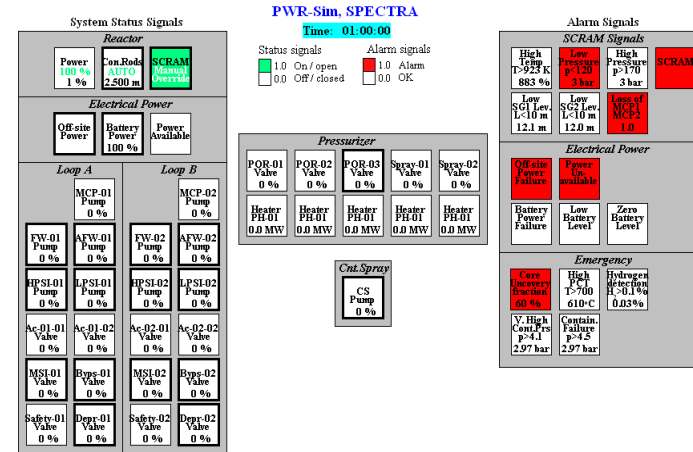 PWR-Sim, SPECTRA
Time: 01:00:00
Status signals
1.0 On / open
0.0 Off / closed
Alarm signals
1.0 Alarm
0.0 OK
System Status Signals
Reactor
Power
100 %
1 %
Con.Rods
AUTO
2.500 m
SCRAM
Manual
Override
Electrical Power
Off-site
Power
Battery
Power
100 %
Power
Available
Loop A
Loop B
MCP-01
Pump
0 %
MCP-02
Pump
0 %
FW-01
Pump
0 %
AFW-01
Pump
0 %
FW-02
Pump
0 %
AFW-02
Pump
0 %
HPSI-01
Pump
0 %
LPSI-01
Pump
0 %
HPSI-02
Pump
0 %
LPSI-02
Pump
0 %
Ac-01-01
Valve
0 %
Ac-01-02
Valve
0 %
Ac-02-01
Valve
0 %
Ac-02-02
Valve
0 %
MSI-01
Valve
0 %
Byps-01
Valve
0 %
MSI-02
Valve
0 %
Byps-02
Valve
0 %
Safety-01
Valve
0 %
Depr-01
Valve
0 %
Safety-02
Valve
0 %
Depr-02
Valve
0 %
Pressurizer
PQR-01
Valve
0 %
PQR-02
Valve
0 %
PQR-03
Valve
0 %
Spray-01
Valve
0 %
Spray-02
Valve
0 %
Heater
PH-01
0.0 MW
Heater
PH-01
0.0 MW
Heater
PH-01
0.0 MW
Heater
PH-01
0.0 MW
Heater
PH-01
0.0 MW
Cnt.Spray
CS
Pump
0 %
Alarm Signals
SCRAM Signals
High
Temp
T>923 K
883 %
Low
Pressure
p<120
3 bar
High
Pressure
p>170
3 bar
SCRAM
Low
SG1 Lev.
L<10 m
12.1 m
Low
SG2 Lev.
L<10 m
12.0 m
Loss of
MCP1
MCP2
1.0
Electrical Power
Off-site
Power
Failure
Power
Un-
available
Battery
Power
Failure
Low
Battery
Level
Zero
Battery
Level
Emergency
Core
Uncovery
fraction
60 %
High
PCT
T>700
610◦C
Hydrogen
detection
H2>0.1%
0.03%
V. High
Cont.Prs
p>4.1
2.97 bar
Contain.
Failure
p>4.5
2.97 bar